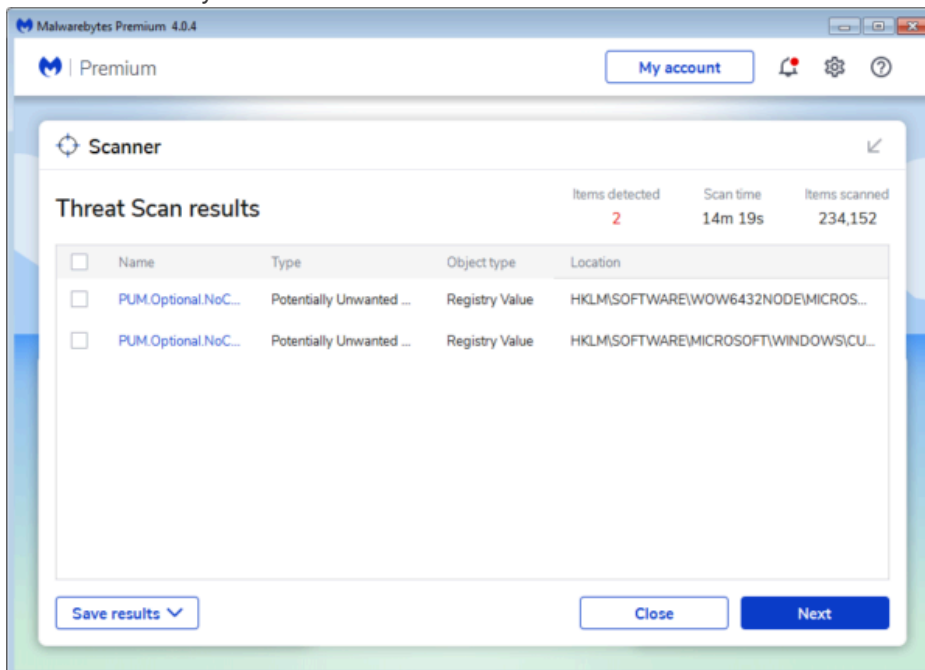 Malwarebytes Premium 4.0.4
Premium
My account
Scanner
Threat Scan results
Items detected Scan time Items scanned
2 14m 19s 234,152
Name Type Object type Location
PUM.Optional.NoC... Potentially Unwanted ... Registry Value HKLM\SOFTWARE\WOW6432NODE\MICROS...
PUM.Optional.NoC... Potentially Unwanted ... Registry Value HKLM\SOFTWARE\MICROSOFT\WINDOWS\CU...
Save results Close Next